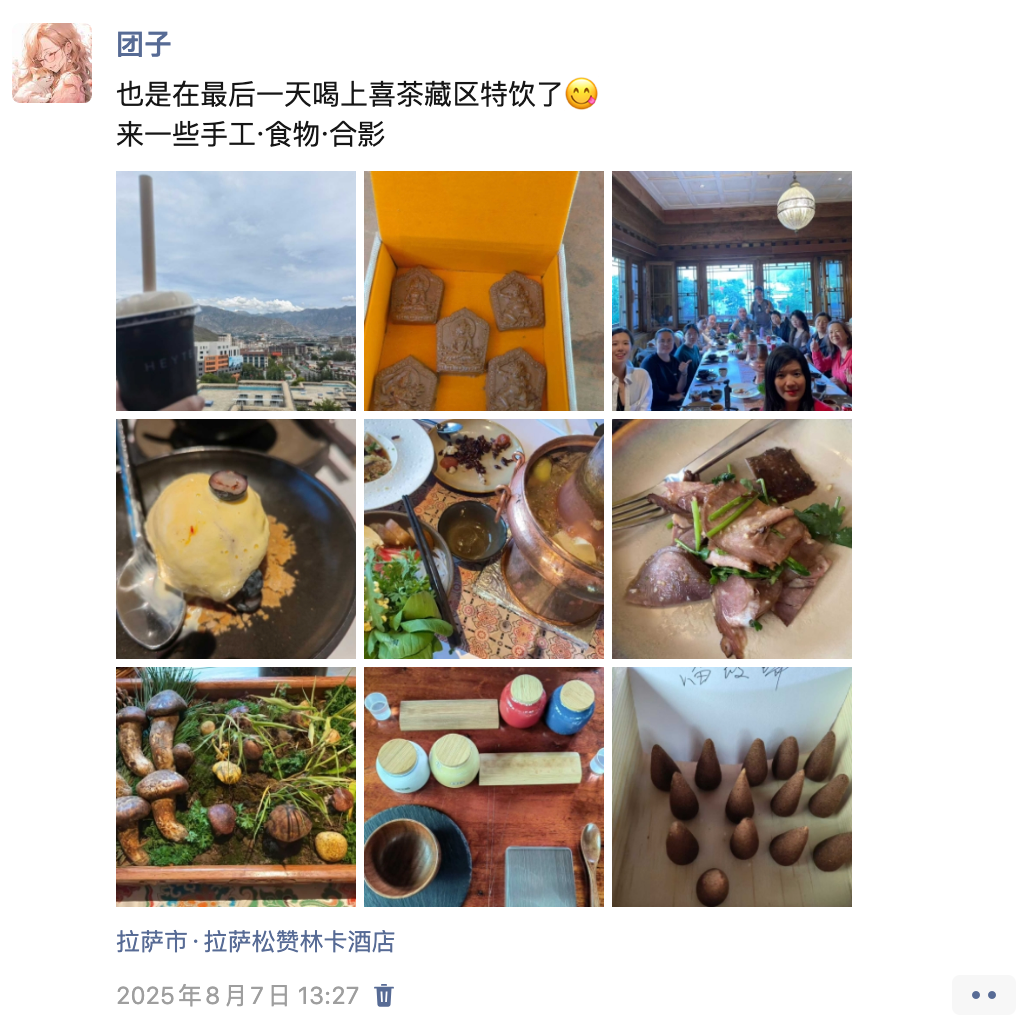 团子
也是在最后一天喝上喜茶藏区特饮了😋
来一些手工·食物·合影
HEYTE
拉萨市·拉萨松赞林卡酒店
2025年8月7日 13:27